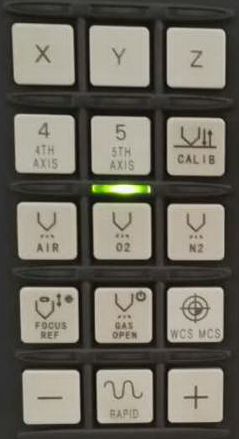 X Y Z
4 5
4TH 5TH
AXIS AXIS CALIB
AIR O2 N2
FOCUS GAS
REF OPEN WCS MCS
− RAPID +